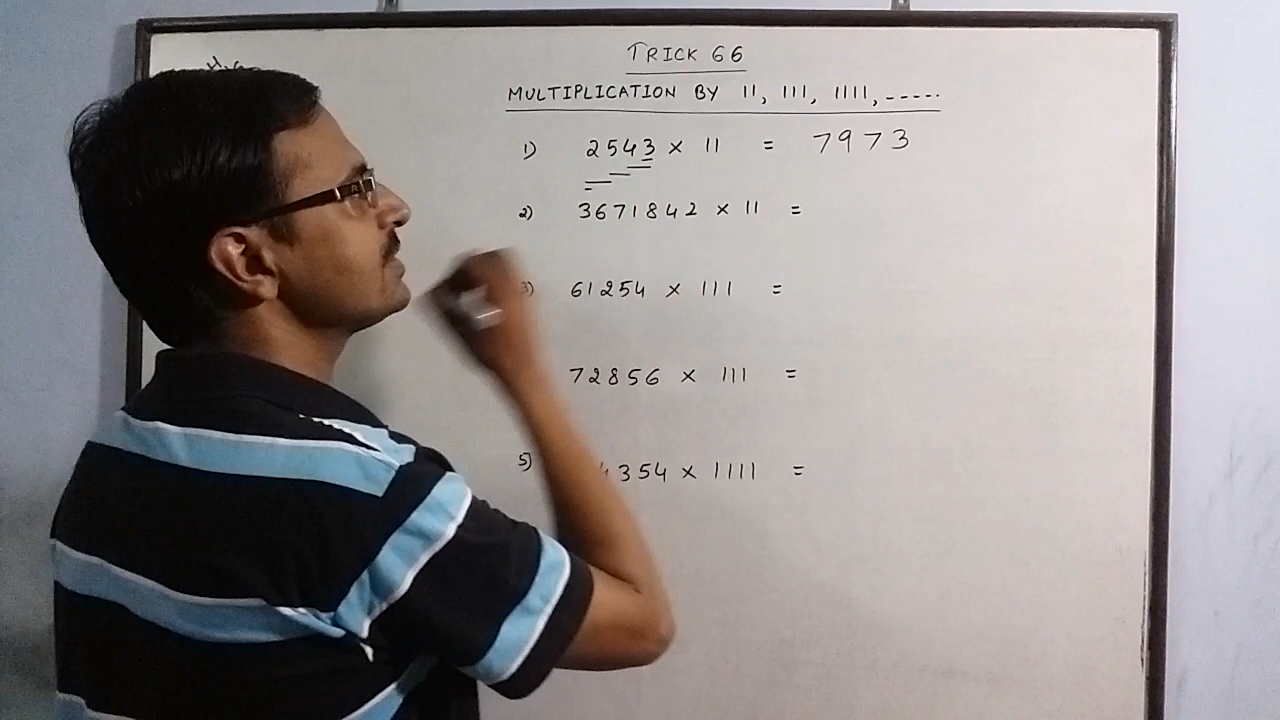 TRICK 66
MULTIPLICATION BY 11, 111, 1111, -----.
1) 2543 × 11 = 7973
2) 3671842 × 11 =
3) 61254 × 111 =
72856 × 111 =
5) 4354 × 1111 =